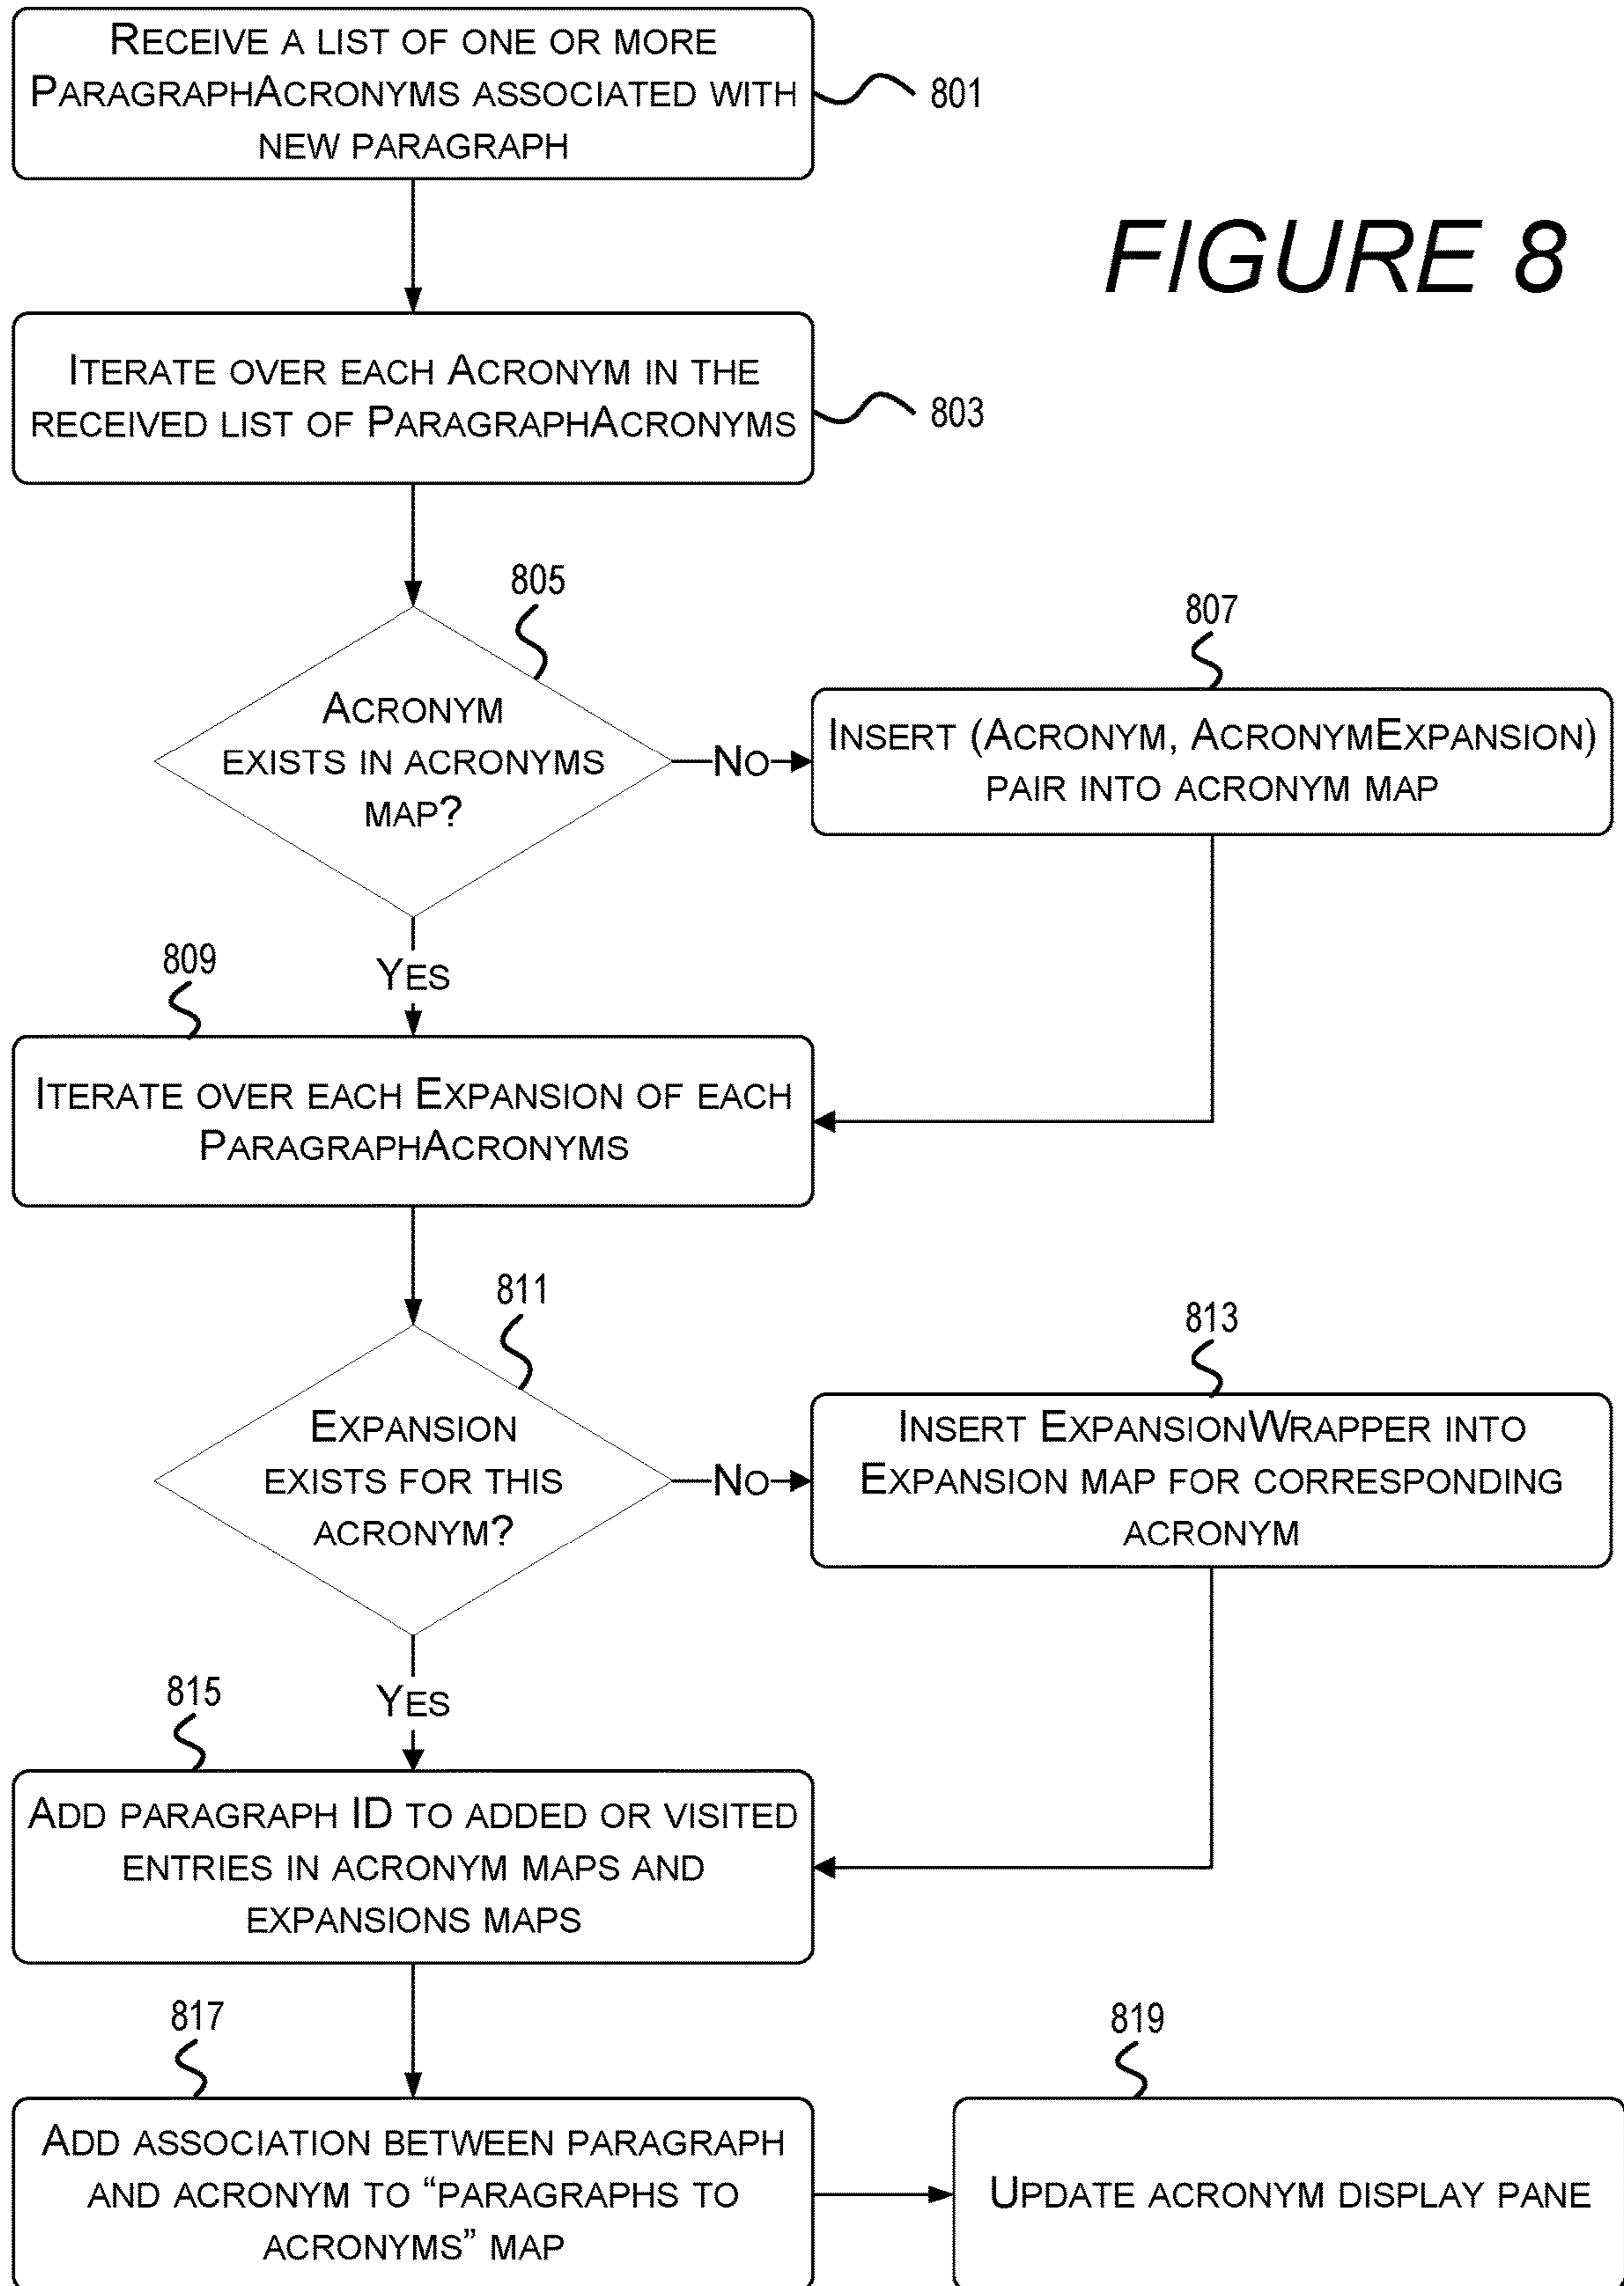 RECEIVE A LIST OF ONE OR MORE
PARAGRAPHACRONYMS ASSOCIATED WITH
NEW PARAGRAPH
801
FIGURE 8
ITERATE OVER EACH ACRONYM IN THE
RECEIVED LIST OF PARAGRAPHACRONYMS
803
805
ACRONYM
EXISTS IN ACRONYMS
MAP?
NO
807
INSERT (ACRONYM, ACRONYMEXPANSION)
PAIR INTO ACRONYM MAP
YES
809
ITERATE OVER EACH EXPANSION OF EACH
PARAGRAPHACRONYMS
811
EXPANSION
EXISTS FOR THIS
ACRONYM?
NO
813
INSERT EXPANSIONWRAPPER INTO
EXPANSION MAP FOR CORRESPONDING
ACRONYM
YES
815
ADD PARAGRAPH ID TO ADDED OR VISITED
ENTRIES IN ACRONYM MAPS AND
EXPANSIONS MAPS
817
ADD ASSOCIATION BETWEEN PARAGRAPH
AND ACRONYM TO “PARAGRAPHS TO
ACRONYMS” MAP
819
UPDATE ACRONYM DISPLAY PANE